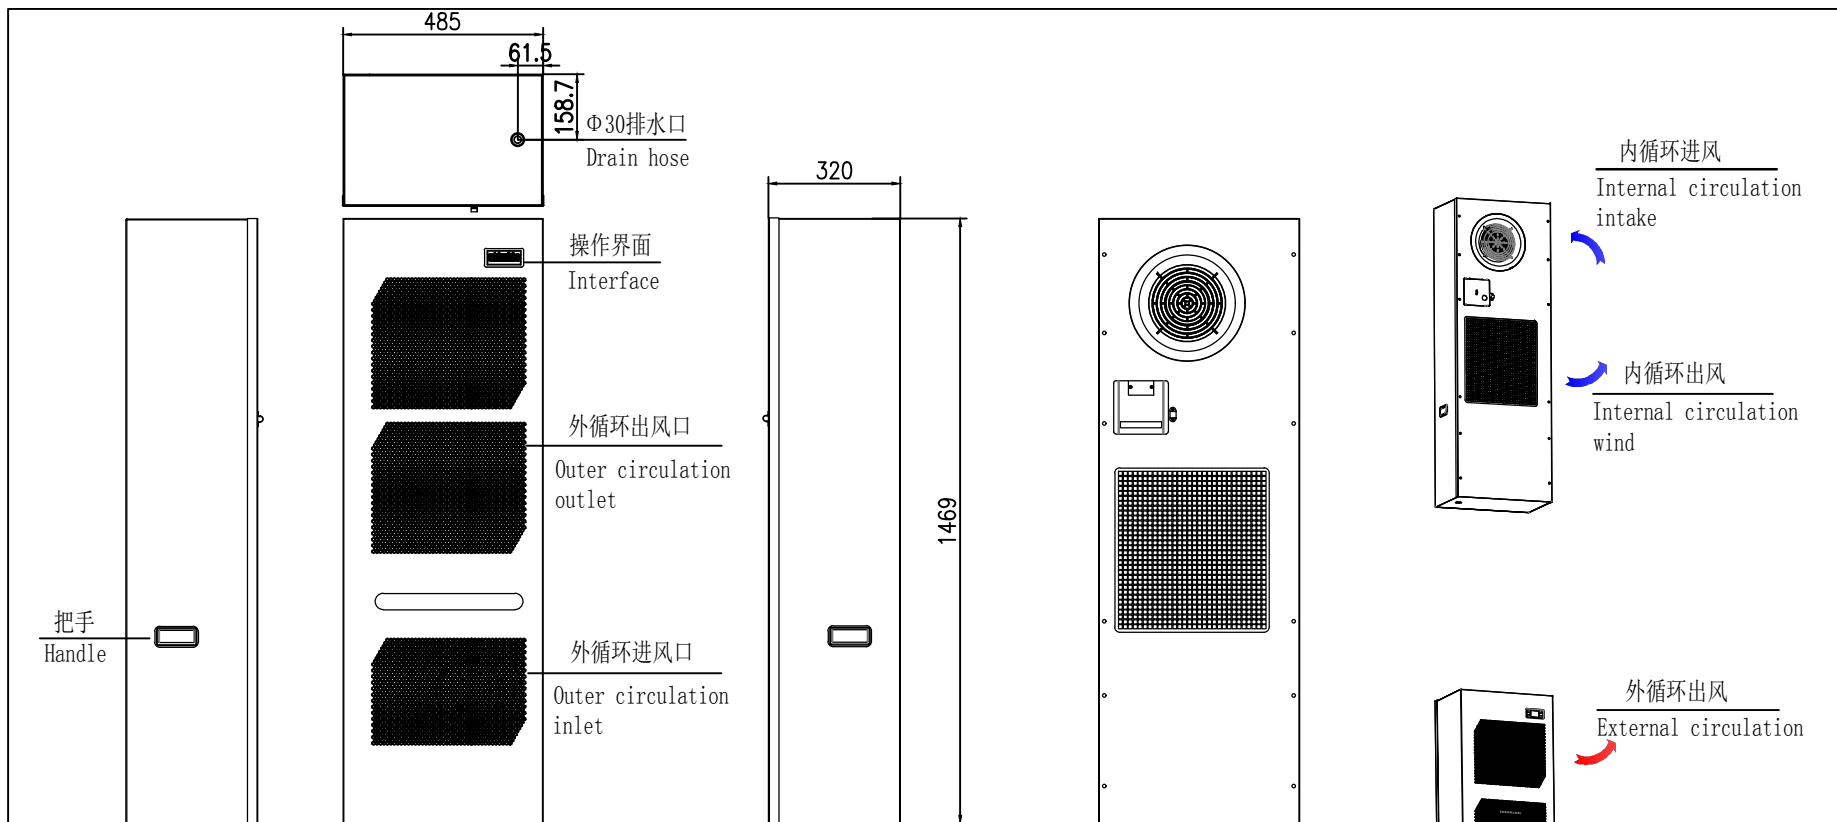 485
61.5
158.7
Φ30排水口
Drain hose
320
内循环进风
Internal circulation
intake
操作界面
Interface
内循环出风
Internal circulation
wind
外循环出风口
Outer circulation
outlet
1469
把手
Handle
外循环进风口
Outer circulation
inlet
外循环出风
External circulation